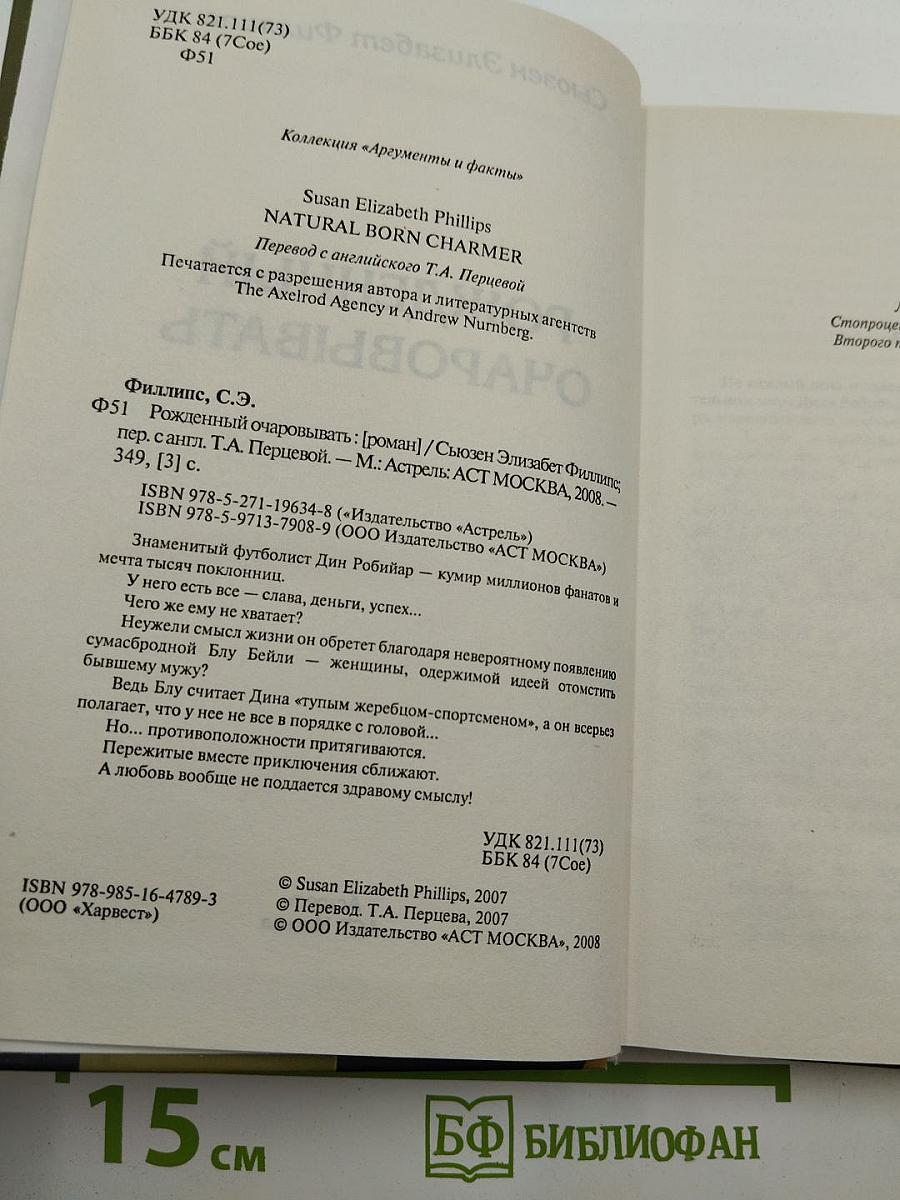 УДК 821.111(73)
ББК 84 (7Сое)
Ф51
Коллекция «Аргументы и факты»
Susan Elizabeth Phillips
NATURAL BORN CHARMER
Перевод с английского Т.А. Перцевой
Печатается с разрешения автора и литературных агентств
The Axelrod Agency и Andrew Nurnberg.
Филлипс, С.Э.
Ф51 Рожденный очаровывать : [роман] / Сьюзен Элизабет Филлипс;
пер. с англ. Т.А. Перцевой. — М.: Астрель: АСТ МОСКВА, 2008. —
349, [3] с.
ISBN 978-5-271-19634-8 («Издательство «Астрель»)
ISBN 978-5-9713-7908-9 (ООО Издательство «АСТ МОСКВА»)
Знаменитый футболист Дин Робийар — кумир миллионов фанатов и
мечта тысяч поклонниц.
У него есть все — слава, деньги, успех...
Чего же ему не хватает?
Неужели смысл жизни он обретет благодаря невероятному появлению
сумасбродной Блу Бейли — женщины, одержимой идеей отомстить
бывшему мужу?
Ведь Блу считает Дина «тупым жеребцом-спортсменом», а он всерьез
полагает, что у нее не все в порядке с головой...
Но... противоположности притягиваются.
Пережитые вместе приключения сближают.
А любовь вообще не поддается здравому смыслу!
УДК 821.111(73)
ББК 84 (7Сое)
ISBN 978-985-16-4789-3
(ООО «Харвест»)
© Susan Elizabeth Phillips, 2007
© Перевод. Т.А. Перцева, 2007
© ООО Издательство «АСТ МОСКВА», 2008
Стопроце
Второго п
15 см
БФ БИБЛИОФАН